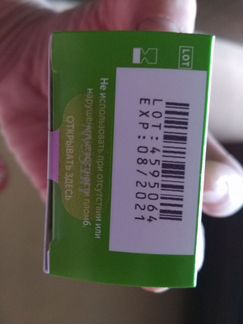 LOT
LOT:4595064
EXP:08/2021
Не использовать при отсутствии или
нарушении целостности пломб.
ОТКРЫВАТЬ ЗДЕСЬ